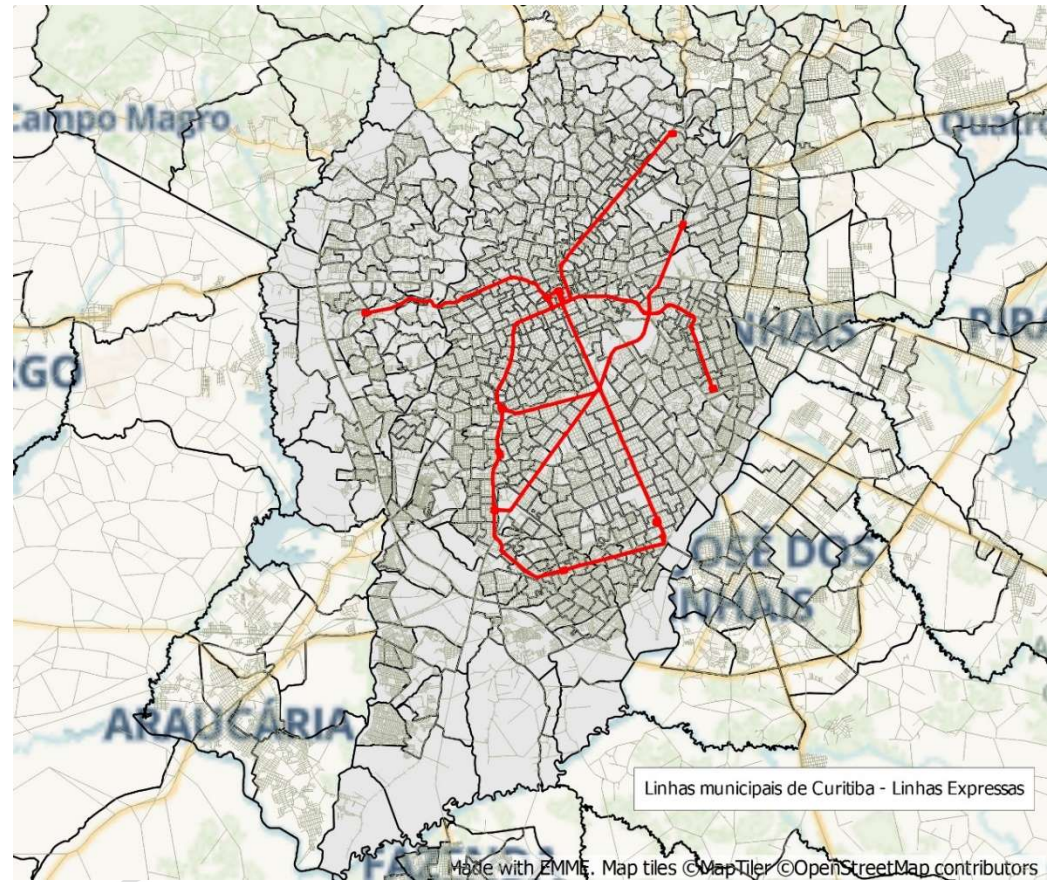 Campo Magro
Quatro
NHAIS
PIRA
RGO
JOSÉ DOS
NHAIS
ARAUCÁRIA
Linhas municipais de Curitiba - Linhas Expressas
FAZENDA
Made with EMME. Map tiles ©MapTiler ©OpenStreetMap contributors